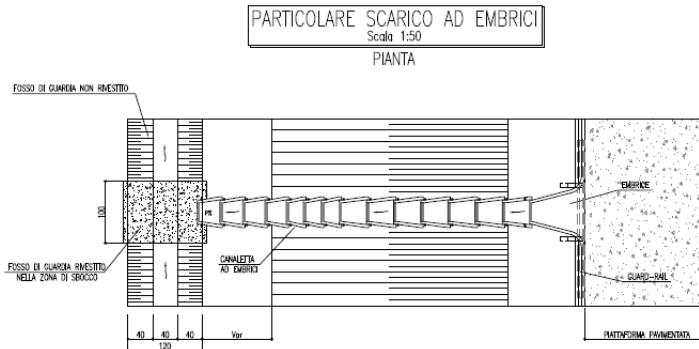 PARTICOLARE SCARICO AD EMBRICI
Scala 1:50
PIANTA
FOSSO DI GUARDIA NON RIVESTITO
EMBRICE
100
CANALETTA
AD EMBRICI
FOSSO DI GUARDIA RIVESTITO
NELLA ZONA DI SBOCCO
GUARD-RAIL
40 40 40 Var
PIATTAFORMA PAVIMENTATA
120